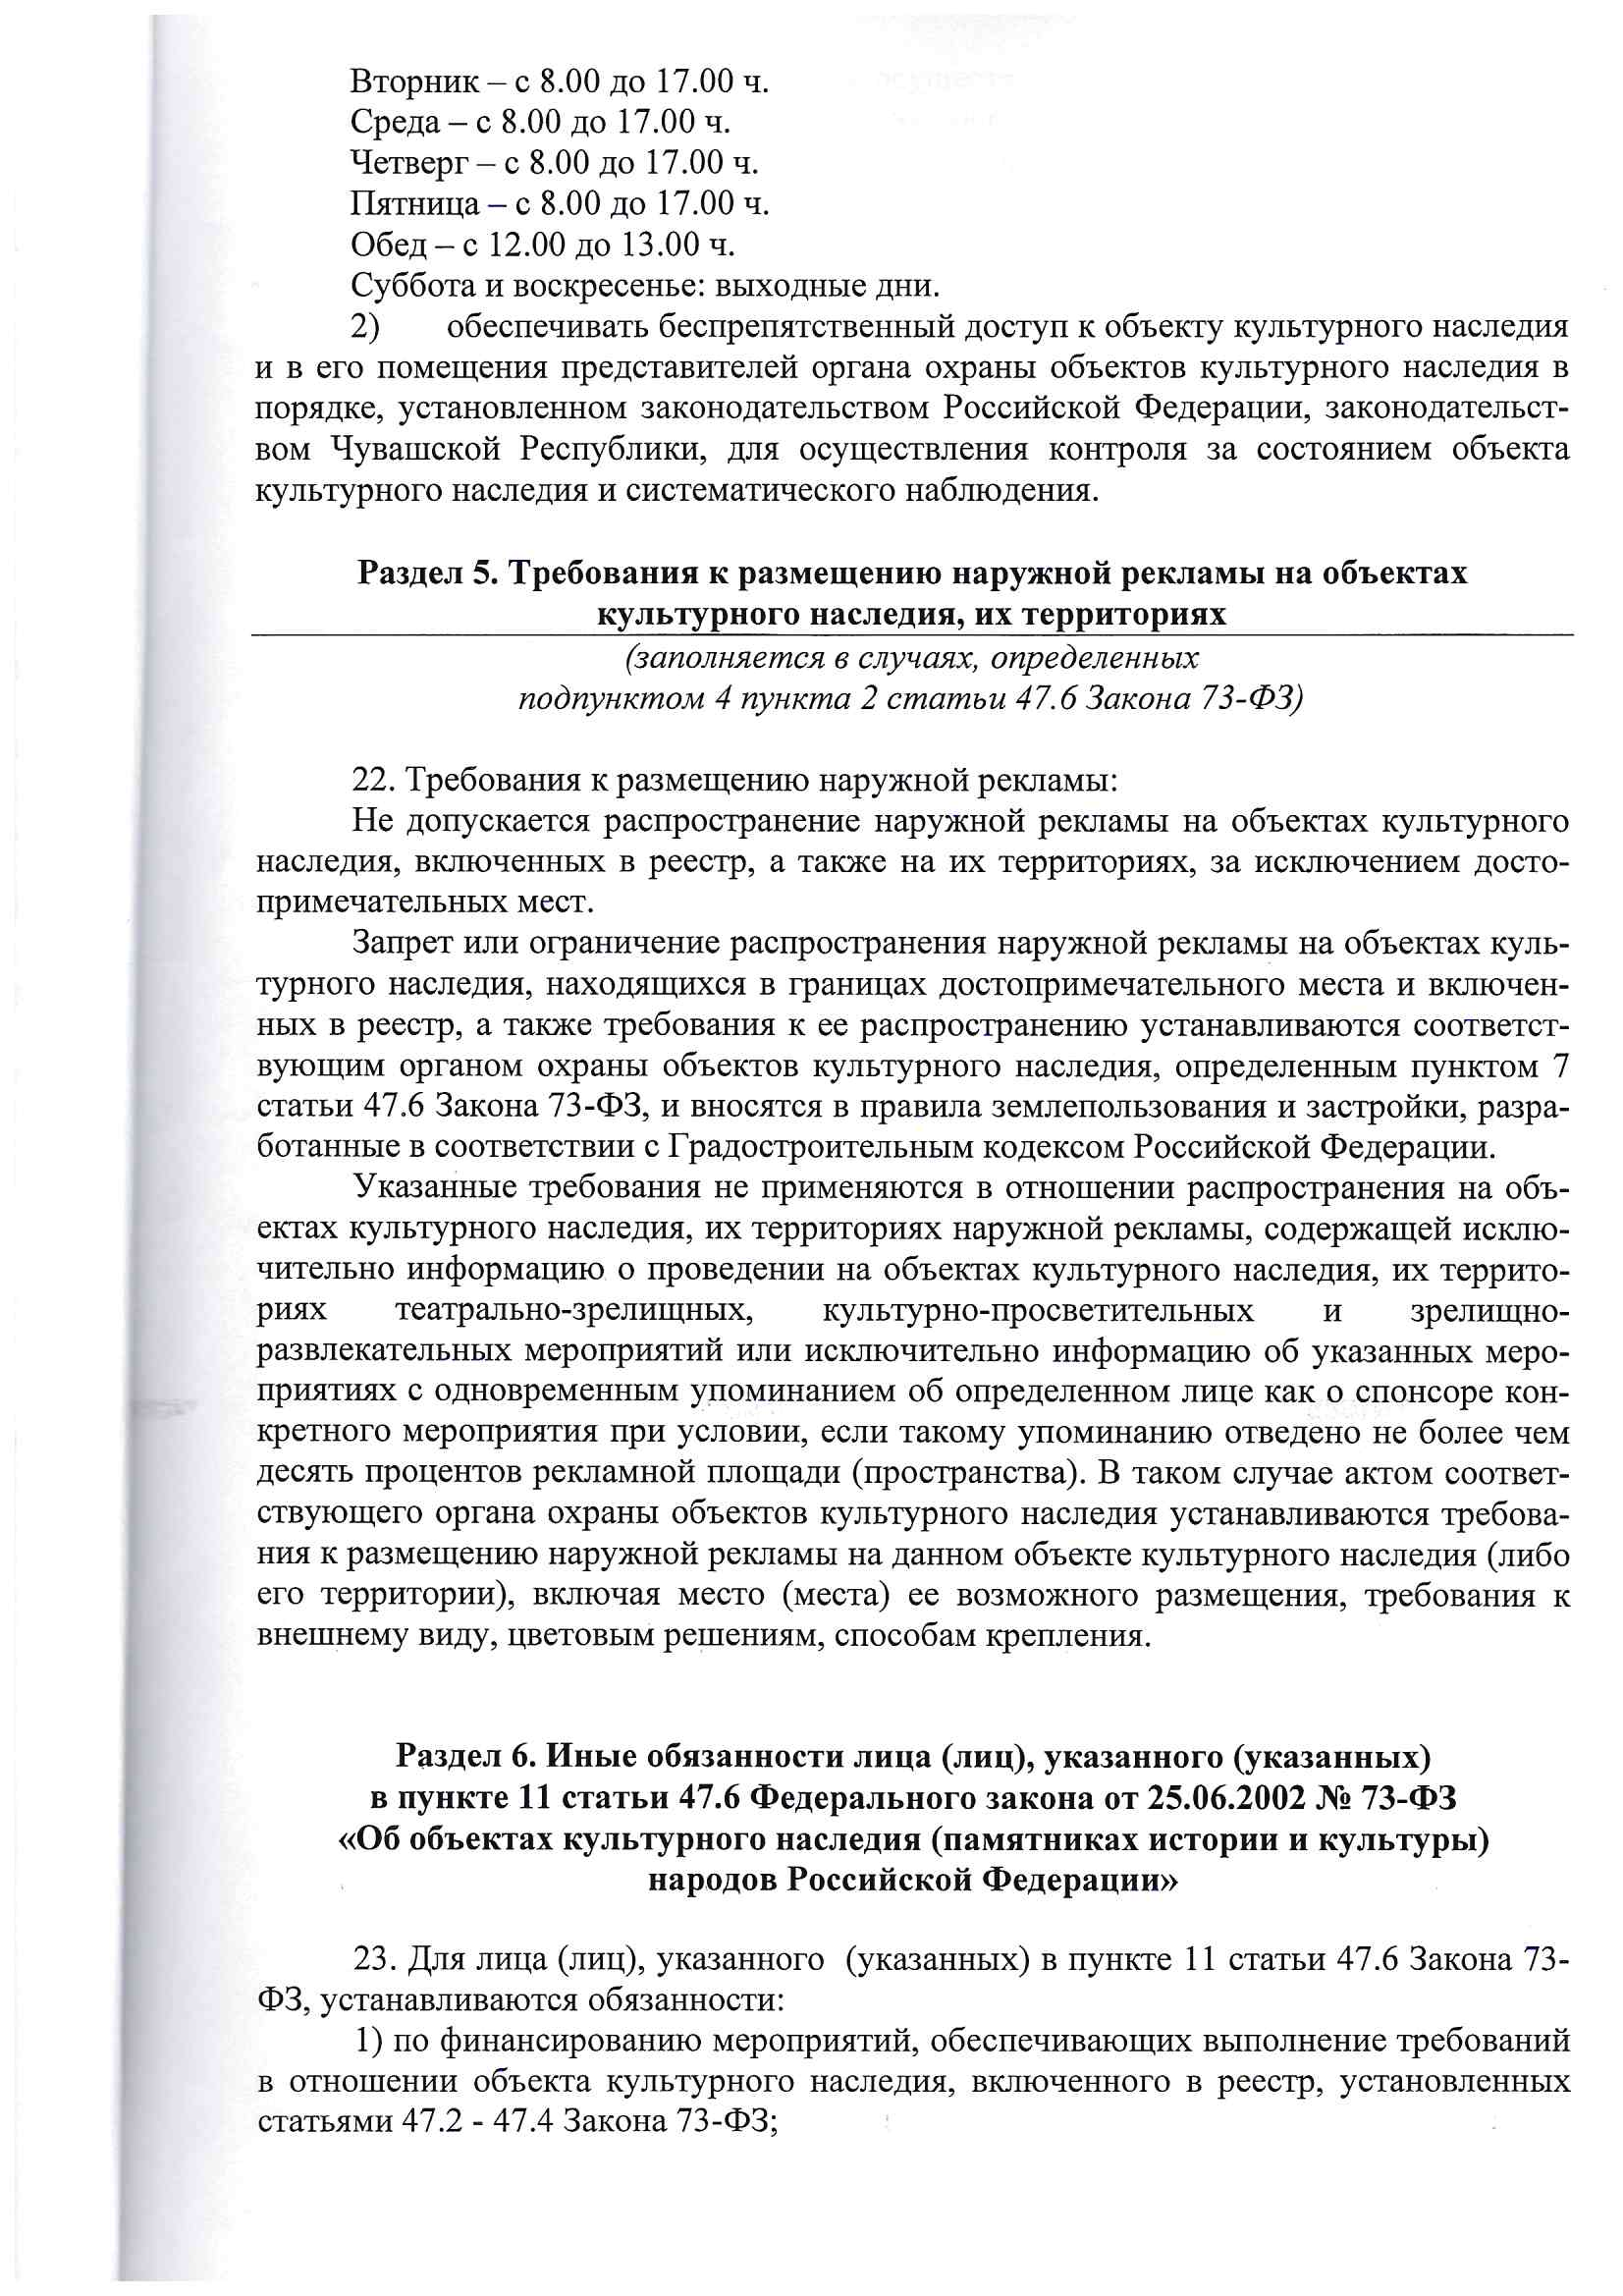 Вторник – с 8.00 до 17.00 ч.
Среда – с 8.00 до 17.00 ч.
Четверг – с 8.00 до 17.00 ч.
Пятница – с 8.00 до 17.00 ч.
Обед – с 12.00 до 13.00 ч.
Суббота и воскресенье: выходные дни.
2) обеспечивать беспрепятственный доступ к объекту культурного наследия
и в его помещения представителей органа охраны объектов культурного наследия в
порядке, установленном законодательством Российской Федерации, законодательст-
вом Чувашской Республики, для осуществления контроля за состоянием объекта
культурного наследия и систематического наблюдения.
Раздел 5. Требования к размещению наружной рекламы на объектах
культурного наследия, их территориях
(заполняется в случаях, определенных
подпунктом 4 пункта 2 статьи 47.6 Закона 73-ФЗ)
22. Требования к размещению наружной рекламы:
Не допускается распространение наружной рекламы на объектах культурного
наследия, включенных в реестр, а также на их территориях, за исключением досто-
примечательных мест.
Запрет или ограничение распространения наружной рекламы на объектах куль-
турного наследия, находящихся в границах достопримечательного места и включен-
ных в реестр, а также требования к ее распространению устанавливаются соответст-
вующим органом охраны объектов культурного наследия, определенным пунктом 7
статьи 47.6 Закона 73-ФЗ, и вносятся в правила землепользования и застройки, разра-
ботанные в соответствии с Градостроительным кодексом Российской Федерации.
Указанные требования не применяются в отношении распространения на объ-
ектах культурного наследия, их территориях наружной рекламы, содержащей исклю-
чительно информацию о проведении на объектах культурного наследия, их террито-
риях театрально-зрелищных, культурно-просветительных и зрелищно-
развлекательных мероприятий или исключительно информацию об указанных меро-
приятиях с одновременным упоминанием об определенном лице как о спонсоре кон-
кретного мероприятия при условии, если такому упоминанию отведено не более чем
десять процентов рекламной площади (пространства). В таком случае актом соответ-
ствующего органа охраны объектов культурного наследия устанавливаются требова-
ния к размещению наружной рекламы на данном объекте культурного наследия (либо
его территории), включая место (места) ее возможного размещения, требования к
внешнему виду, цветовым решениям, способам крепления.
Раздел 6. Иные обязанности лица (лиц), указанного (указанных)
в пункте 11 статьи 47.6 Федерального закона от 25.06.2002 № 73-ФЗ
«Об объектах культурного наследия (памятниках истории и культуры)
народов Российской Федерации»
23. Для лица (лиц), указанного (указанных) в пункте 11 статьи 47.6 Закона 73-
ФЗ, устанавливаются обязанности:
1) по финансированию мероприятий, обеспечивающих выполнение требований
в отношении объекта культурного наследия, включенного в реестр, установленных
статьями 47.2 - 47.4 Закона 73-ФЗ;